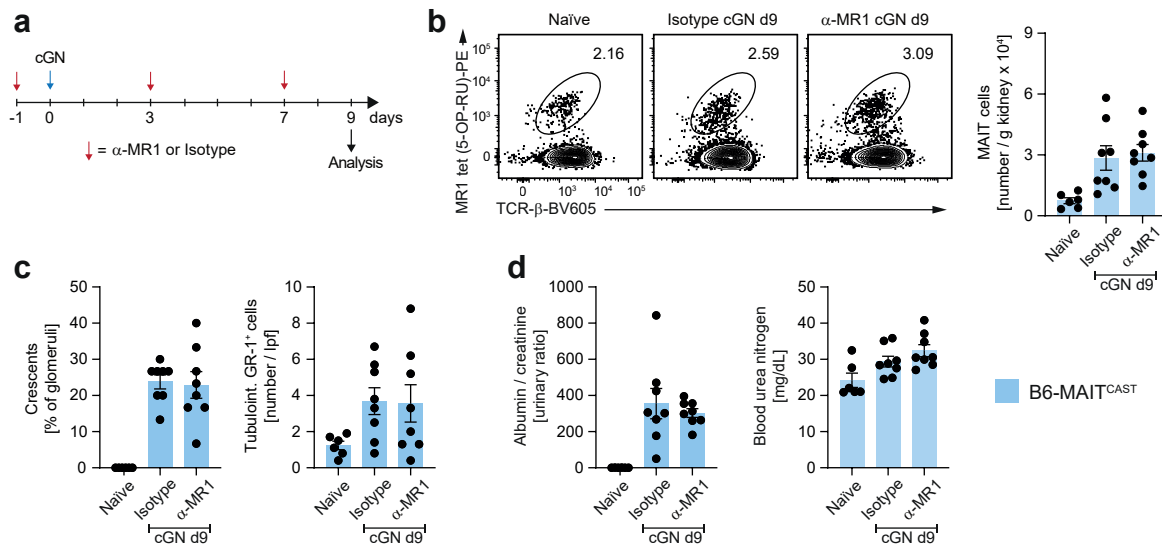 a
cGN
-1 0 3 7 9 days
= α-MR1 or Isotype
Analysis
b
Naïve
Isotype cGN d9
α-MR1 cGN d9
2.16
2.59
3.09
MR1 tet (5-OP-RU)-PE
10⁵
10⁴
10³
0
0 10³ 10⁴ 10⁵
TCR-β-BV605
MAIT cells
[number / g kidney x 10⁴]
9
6
3
0
Naïve
Isotype
α-MR1
cGN d9
c
Crescents
[% of glomeruli]
50
40
30
20
10
0
Naïve
Isotype
α-MR1
cGN d9
Tubuloint. GR-1⁺ cells
[number / lpf]
10
8
6
4
2
0
Naïve
Isotype
α-MR1
cGN d9
d
Albumin / creatinine
[urinary ratio]
1000
800
600
400
200
0
Naïve
Isotype
α-MR1
cGN d9
Blood urea nitrogen
[mg/dL]
50
40
30
20
10
0
Naïve
Isotype
α-MR1
cGN d9
B6-MAITᶜᴬˢᵀ